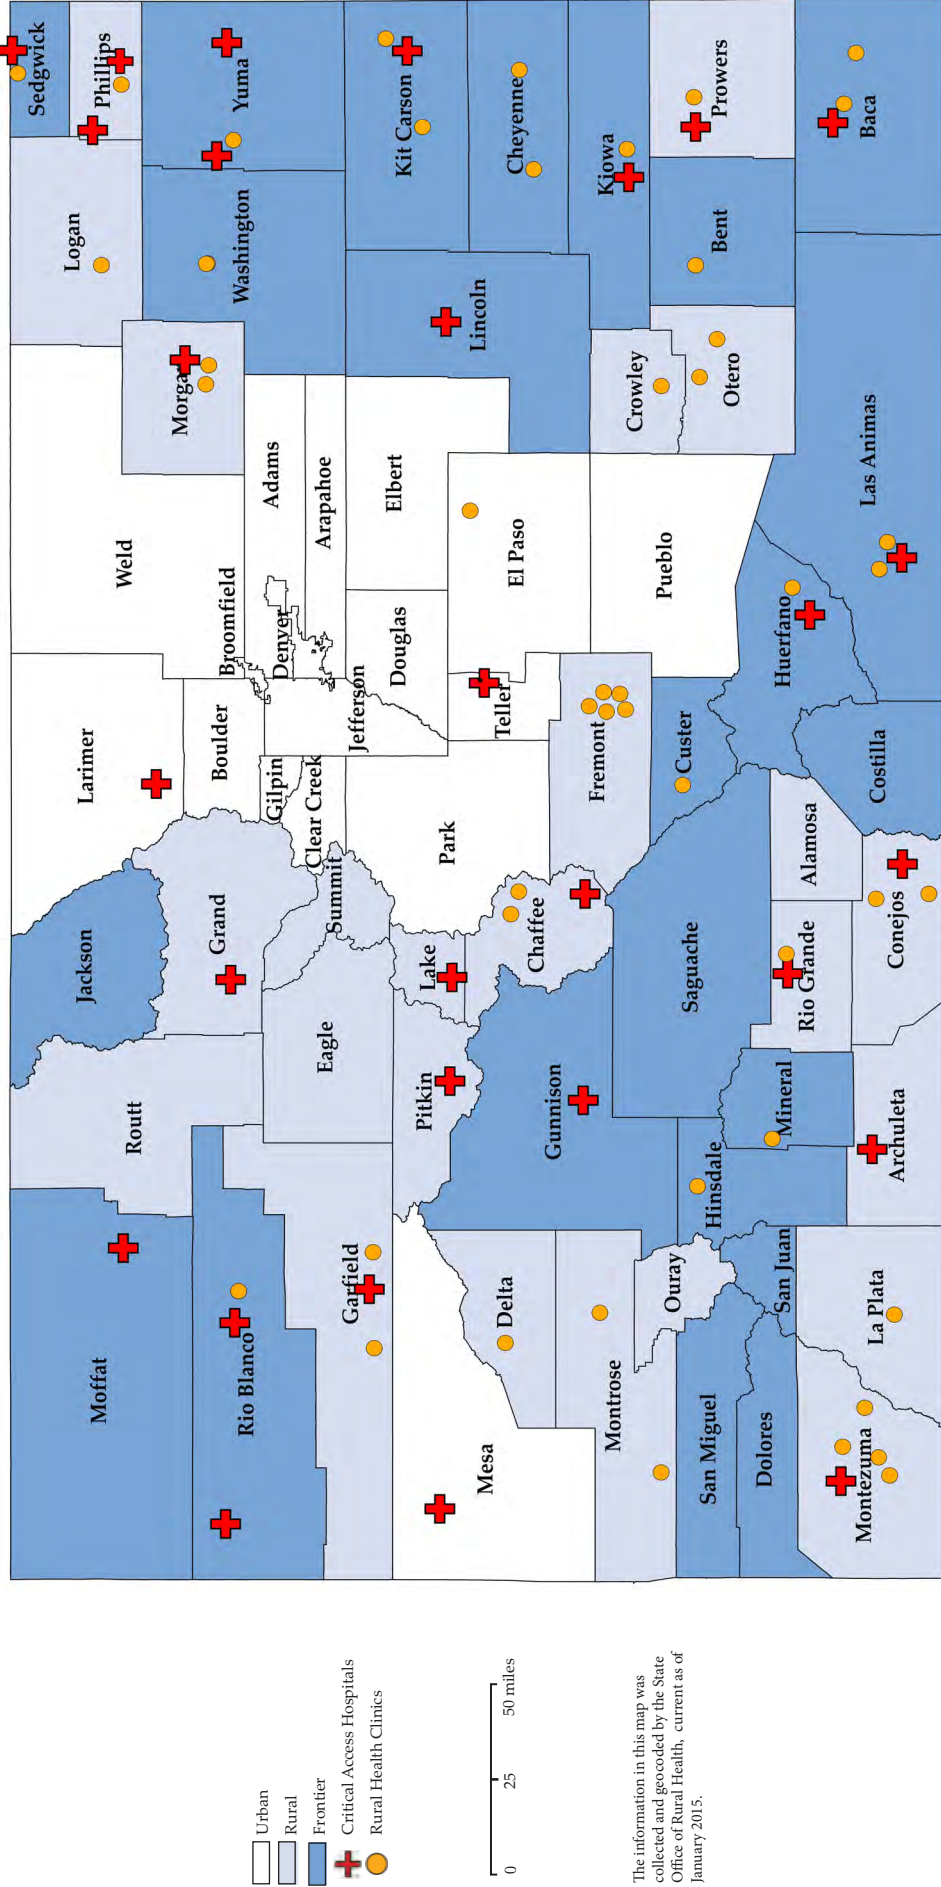 Moffat
Routt
Jackson
Larimer
Weld
Logan
Sedgwick
Phillips
Rio Blanco
Grand
Boulder
Broomfield
Morgan
Washington
Yuma
Garfield
Eagle
Summit
Gilpin
Clear Creek
Jefferson
Denver
Adams
Arapahoe
Mesa
Pitkin
Lake
Park
Douglas
Elbert
Lincoln
Kit Carson
Delta
Gunnison
Chaffee
Teller
El Paso
Cheyenne
Montrose
Ouray
Hinsdale
Saguache
Fremont
Custer
Pueblo
Crowley
Kiowa
San Miguel
Dolores
San Juan
Mineral
Rio Grande
Alamosa
Huerfano
Otero
Bent
Prowers
Montezuma
La Plata
Archuleta
Conejos
Costilla
Las Animas
Baca
Urban
Rural
Frontier
Critical Access Hospitals
Rural Health Clinics
0 25 50 miles
The information in this map was
collected and geocoded by the State
Office of Rural Health, current as of
January 2015.